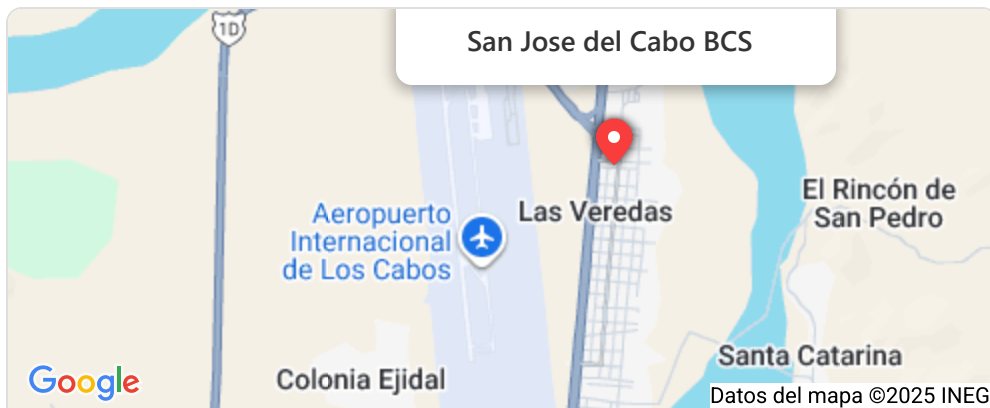 1D
San Jose del Cabo BCS
El Rincón de
San Pedro
Las Veredas
Aeropuerto
Internacional
de Los Cabos
Santa Catarina
Colonia Ejidal
Google
Datos del mapa ©2025 INEG